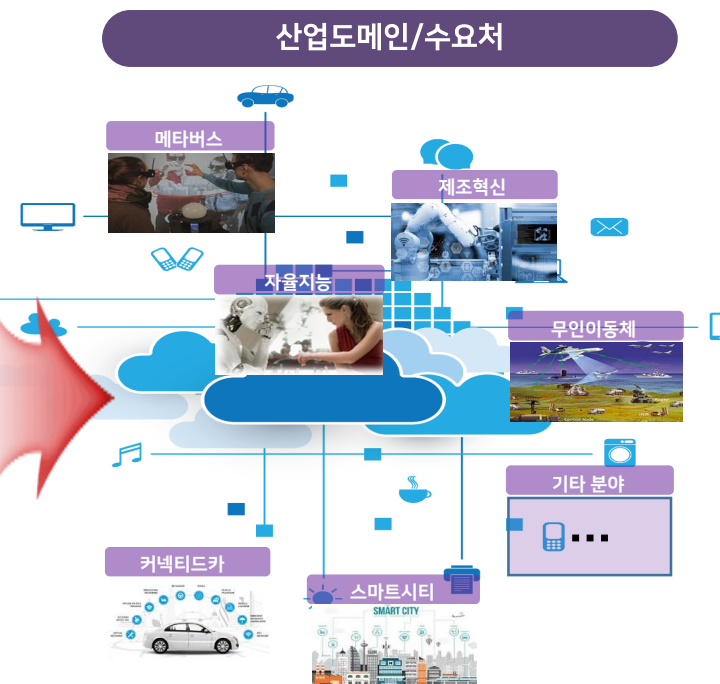 산업도메인/수요처
메타버스
제조혁신
자율지능
무인이동체
기타 분야
커넥티드카
스마트시티
SMART CITY